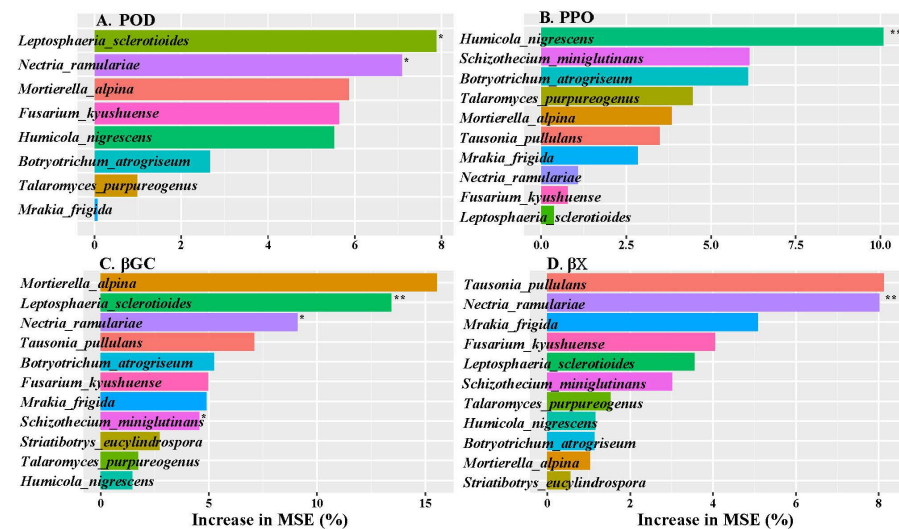 A. POD
Leptosphaeria_sclerotioides *
Nectria_ramulariae *
Mortierella_alpina
Fusarium_kyushuense
Humicola_nigrescens
Botryotrichum_atrogriseum
Talaromyces_purpureogenus
Mrakia_frigida
0 2 4 6 8
B. PPO
Humicola_nigrescens **
Schizothecium_miniglutinans
Botryotrichum_atrogriseum
Talaromyces_purpureogenus
Mortierella_alpina
Tausonia_pullulans
Mrakia_frigida
Nectria_ramulariae
Fusarium_kyushuense
Leptosphaeria_sclerotioides
0.0 2.5 5.0 7.5 10.0
C. βGC
Mortierella_alpina
Leptosphaeria_sclerotioides **
Nectria_ramulariae *
Tausonia_pullulans
Botryotrichum_atrogriseum
Fusarium_kyushuense
Mrakia_frigida
Schizothecium_miniglutinans *
Striatibotrys_eucylindrospora
Talaromyces_purpureogenus
Humicola_nigrescens
0 5 10 15
Increase in MSE (%)
D. βX
Tausonia_pullulans
Nectria_ramulariae **
Mrakia_frigida
Fusarium_kyushuense
Leptosphaeria_sclerotioides
Schizothecium_miniglutinans
Talaromyces_purpureogenus
Humicola_nigrescens
Botryotrichum_atrogriseum
Mortierella_alpina
Striatibotrys_eucylindrospora
0 2 4 6 8
Increase in MSE (%)